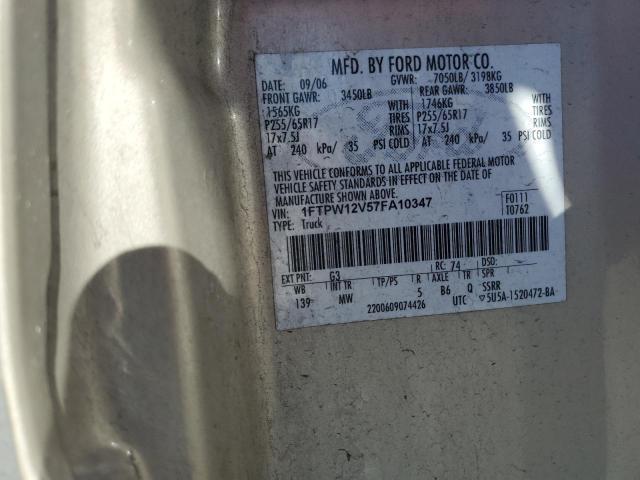 MFD. BY FORD MOTOR CO.
DATE: 09/06 GVWR: 7050LB/ 3198KG
FRONT GAWR: 3450LB REAR GAWR: 3850LB
1565KG 1746KG
P255/65R17 TIRES P255/65R17 TIRES
17x7.5J RIMS 17x7.5J RIMS
AT 240 kPa/ 35 PSI COLD AT 240 kPa/ 35 PSI COLD
THIS VEHICLE CONFORMS TO ALL APPLICABLE FEDERAL MOTOR
VEHICLE SAFETY STANDARDS IN EFFECT ON THE DATE OF
MANUFACTURE SHOWN ABOVE.
VIN: 1FTPW12V57FA10347 F0111
TYPE: Truck T0762
EXT PNT: G3 RC: 74 DSO:
WB INT TR TP/PS R AXLE TR SPR
139 MW 5 B6 Q SSRR
2200609074426 UTC 5U5A-1520472-BA